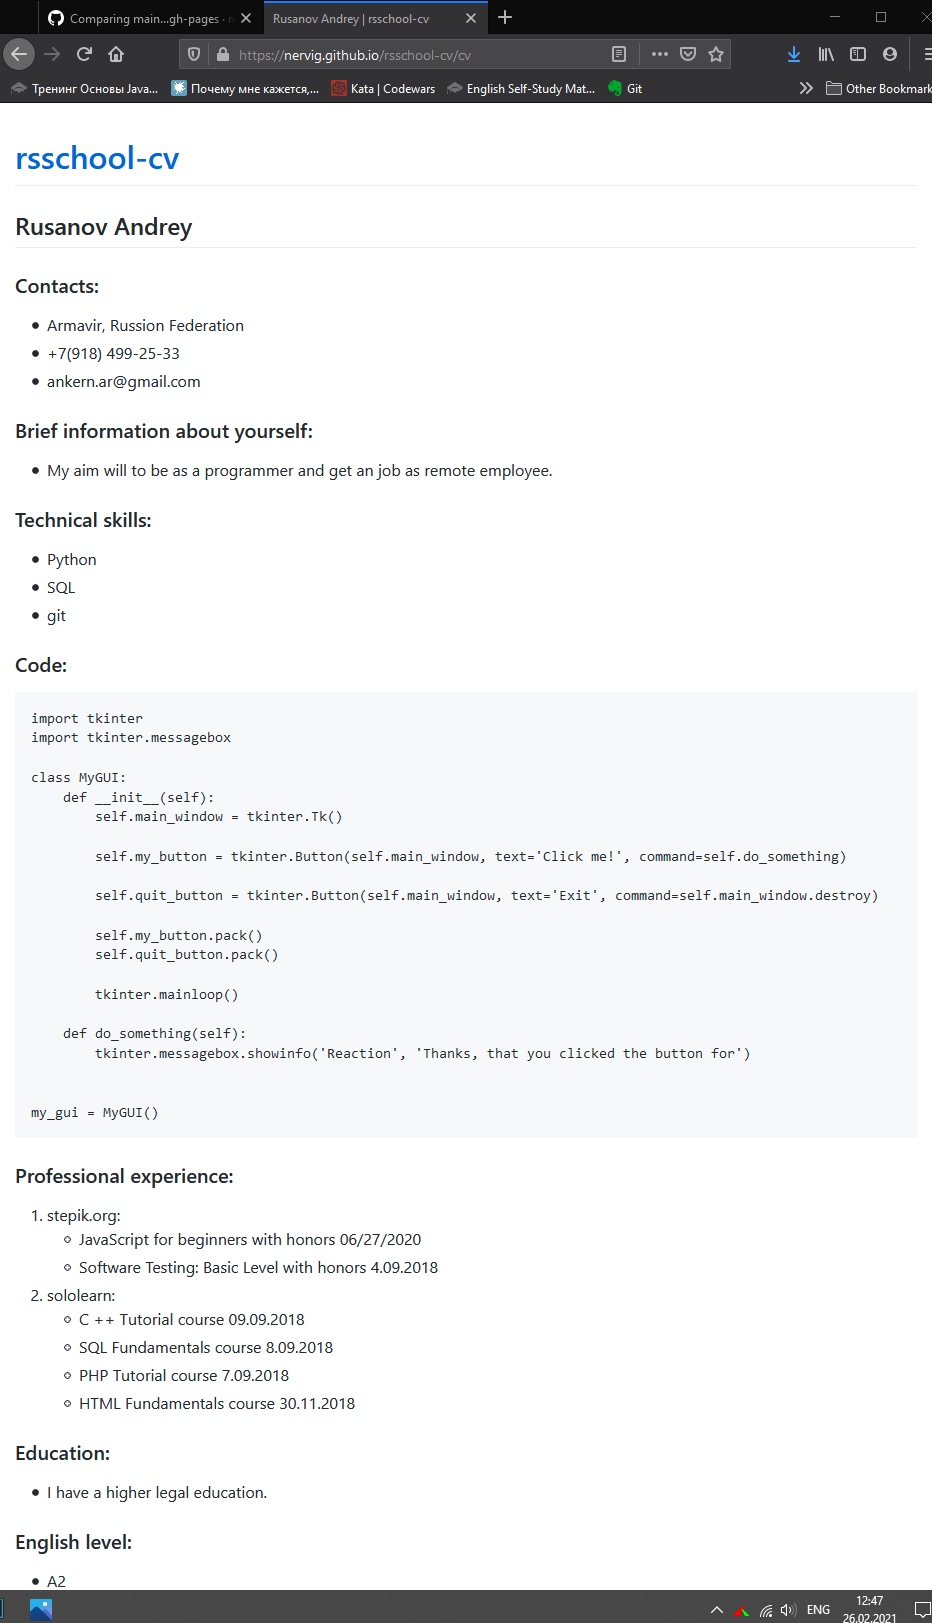 Comparing main...gh-pages · n
Rusanov Andrey | rsschool-cv
https://nervig.github.io/rsschool-cv/cv
Тренинг Основы Java...
Почему мне кажется,...
Kata | Codewars
English Self-Study Mat...
Git
Other Bookmark
rsschool-cv
Rusanov Andrey
Contacts:
Armavir, Russion Federation
+7(918) 499-25-33
ankern.ar@gmail.com
Brief information about yourself:
My aim will to be as a programmer and get an job as remote employee.
Technical skills:
Python
SQL
git
Code:
import tkinter
import tkinter.messagebox
class MyGUI:
def __init__(self):
self.main_window = tkinter.Tk()
self.my_button = tkinter.Button(self.main_window, text='Click me!', command=self.do_something)
self.quit_button = tkinter.Button(self.main_window, text='Exit', command=self.main_window.destroy)
self.my_button.pack()
self.quit_button.pack()
tkinter.mainloop()
def do_something(self):
tkinter.messagebox.showinfo('Reaction', 'Thanks, that you clicked the button for')
my_gui = MyGUI()
Professional experience:
1. stepik.org:
JavaScript for beginners with honors 06/27/2020
Software Testing: Basic Level with honors 4.09.2018
2. sololearn:
C ++ Tutorial course 09.09.2018
SQL Fundamentals course 8.09.2018
PHP Tutorial course 7.09.2018
HTML Fundamentals course 30.11.2018
Education:
I have a higher legal education.
English level:
A2
ENG
12:47
26.02.2021